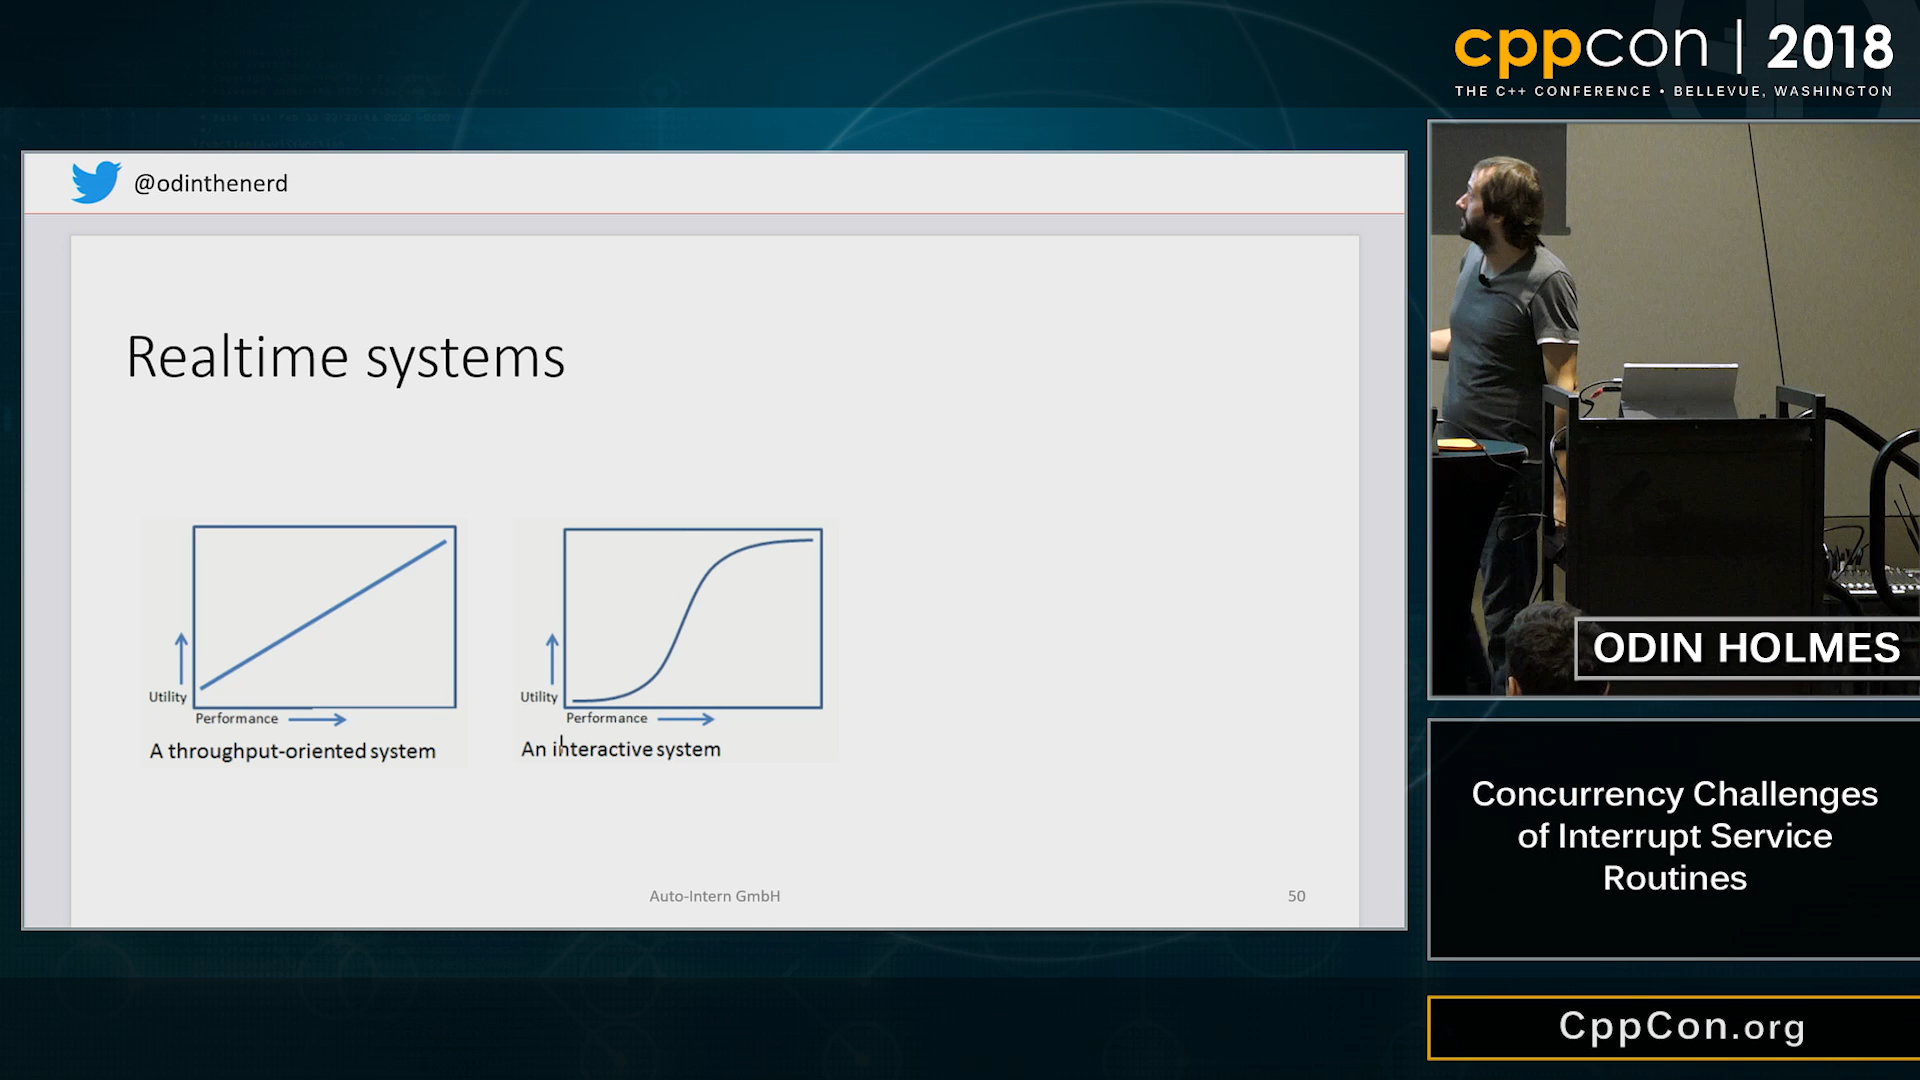 cppcon | 2018
THE C++ CONFERENCE • BELLEVUE, WASHINGTON
@odinthenerd
Realtime systems
Utility
Performance
A throughput-oriented system
Utility
Performance
An interactive system
Auto-Intern GmbH
50
ODIN HOLMES
Concurrency Challenges
of Interrupt Service
Routines
CppCon.org